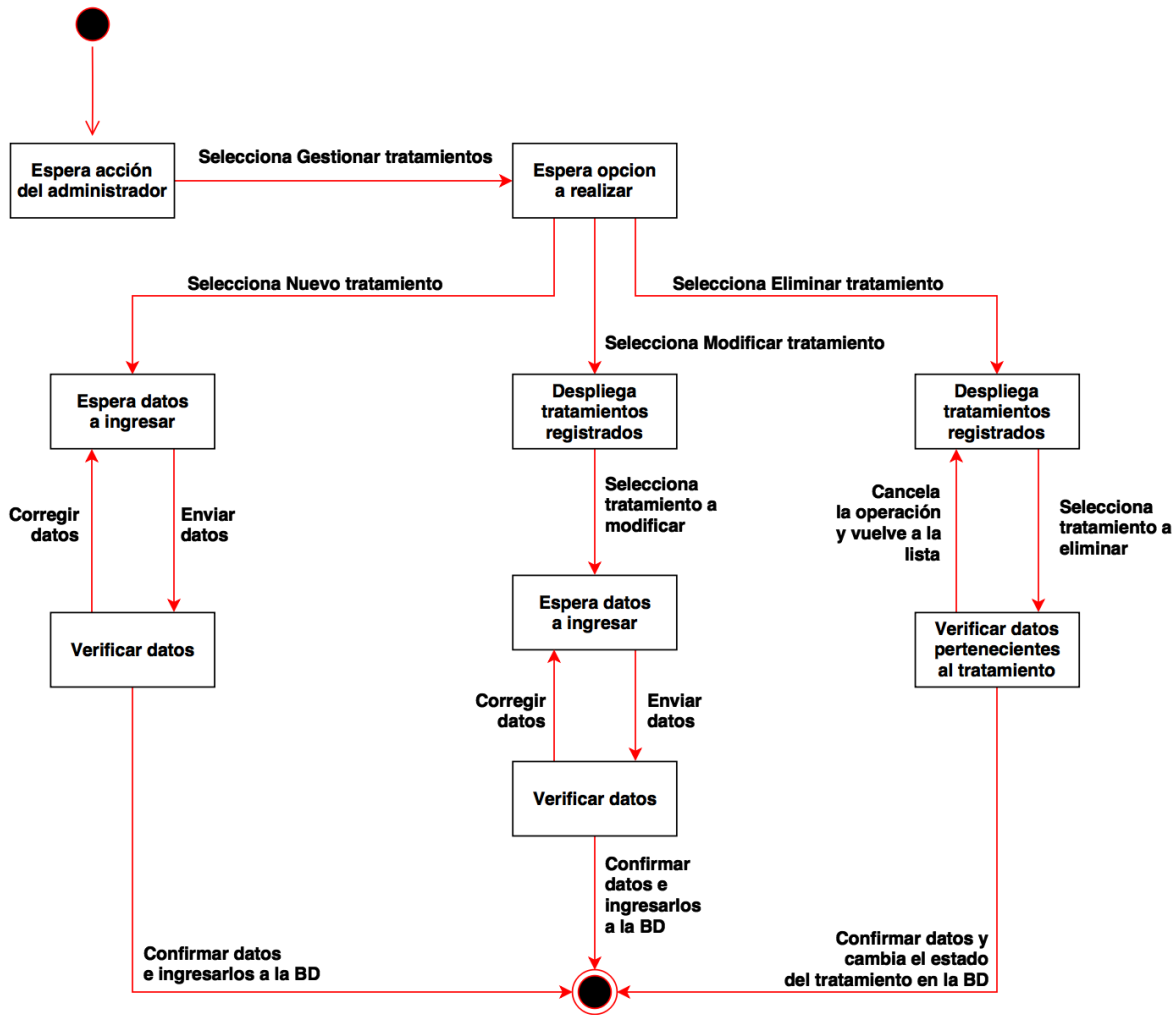 Espera acción
del administrador
Selecciona Gestionar tratamientos
Espera opcion
a realizar
Selecciona Nuevo tratamiento
Selecciona Eliminar tratamiento
Selecciona Modificar tratamiento
Espera datos
a ingresar
Despliega
tratamientos
registrados
Despliega
tratamientos
registrados
Corregir
datos
Enviar
datos
Selecciona
tratamiento a
modificar
Cancela
la operación
y vuelve a la
lista
Selecciona
tratamiento a
eliminar
Espera datos
a ingresar
Verificar datos
Verificar datos
pertenecientes
al tratamiento
Corregir
datos
Enviar
datos
Verificar datos
Confirmar
datos e
ingresarlos
a la BD
Confirmar datos
e ingresarlos a la BD
Confirmar datos y
cambia el estado
del tratamiento en la BD